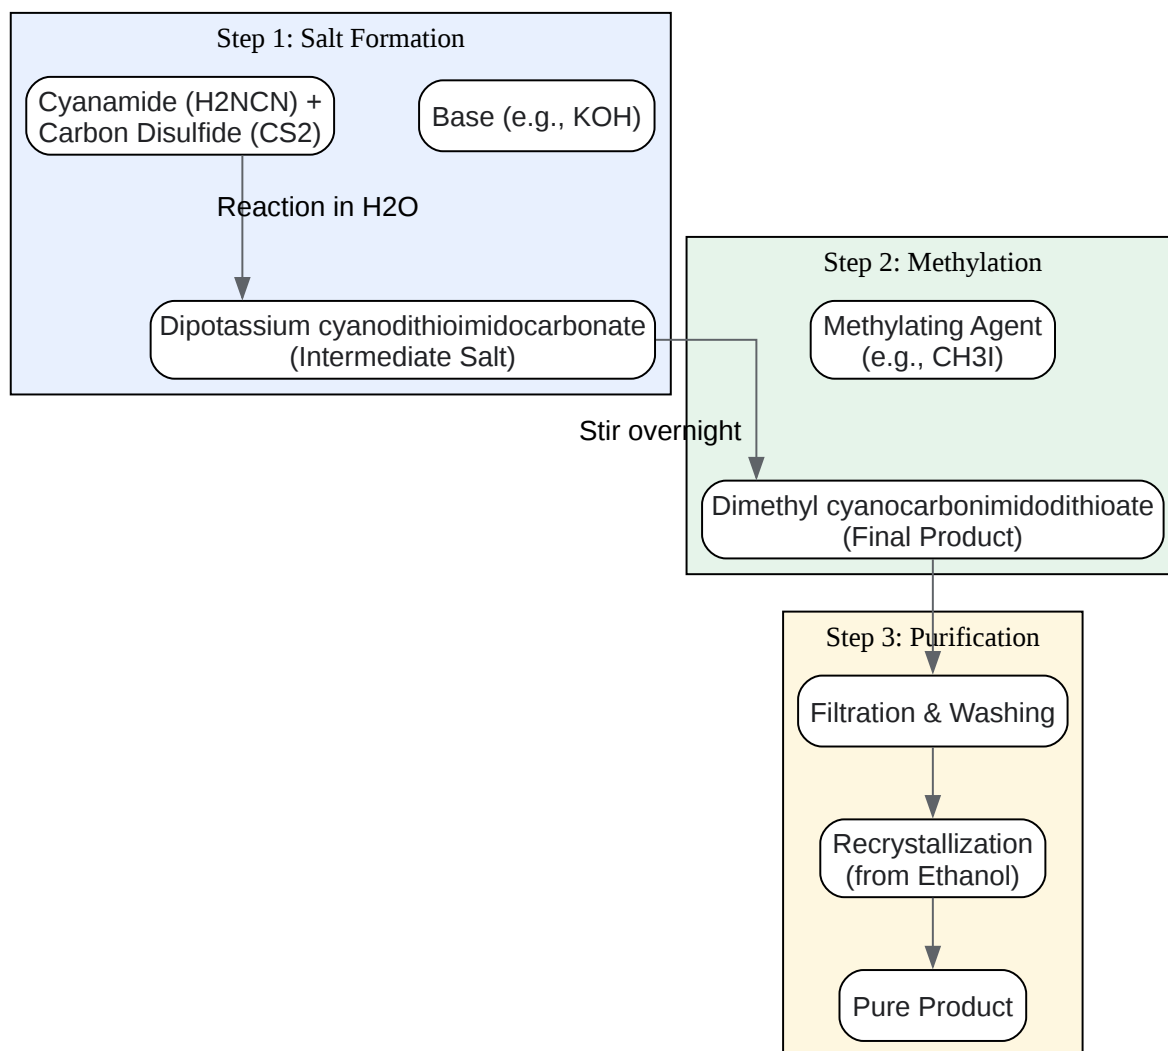 Step 1: Salt Formation
Cyanamide (H2NCN) +
Carbon Disulfide (CS2)
Base (e.g., KOH)
Reaction in H2O
Dipotassium cyanodithioimidocarbonate
(Intermediate Salt)
Step 2: Methylation
Methylating Agent
(e.g., CH3I)
Stir overnight
Dimethyl cyanocarbonimidodithioate
(Final Product)
Step 3: Purification
Filtration & Washing
Recrystallization
(from Ethanol)
Pure Product